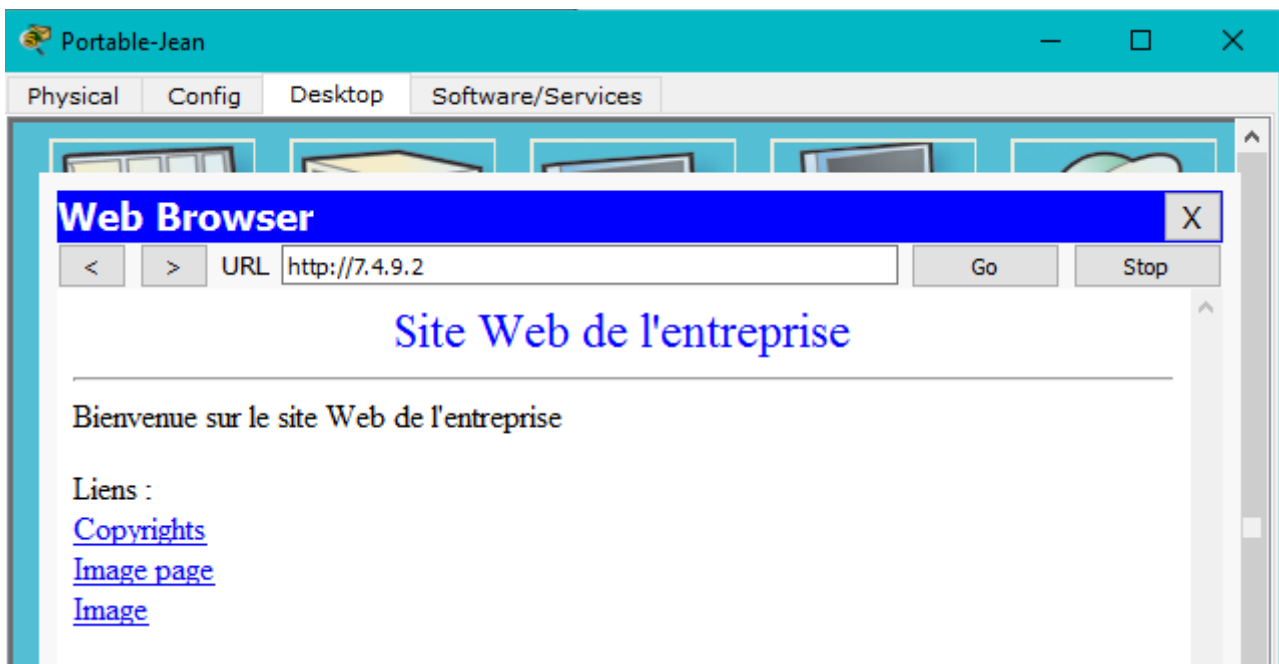 Portable-Jean
Physical Config Desktop Software/Services
Web Browser X
< > URL http://7.4.9.2 Go Stop
Site Web de l'entreprise
Bienvenue sur le site Web de l'entreprise
Liens :
Copyrights
Image page
Image